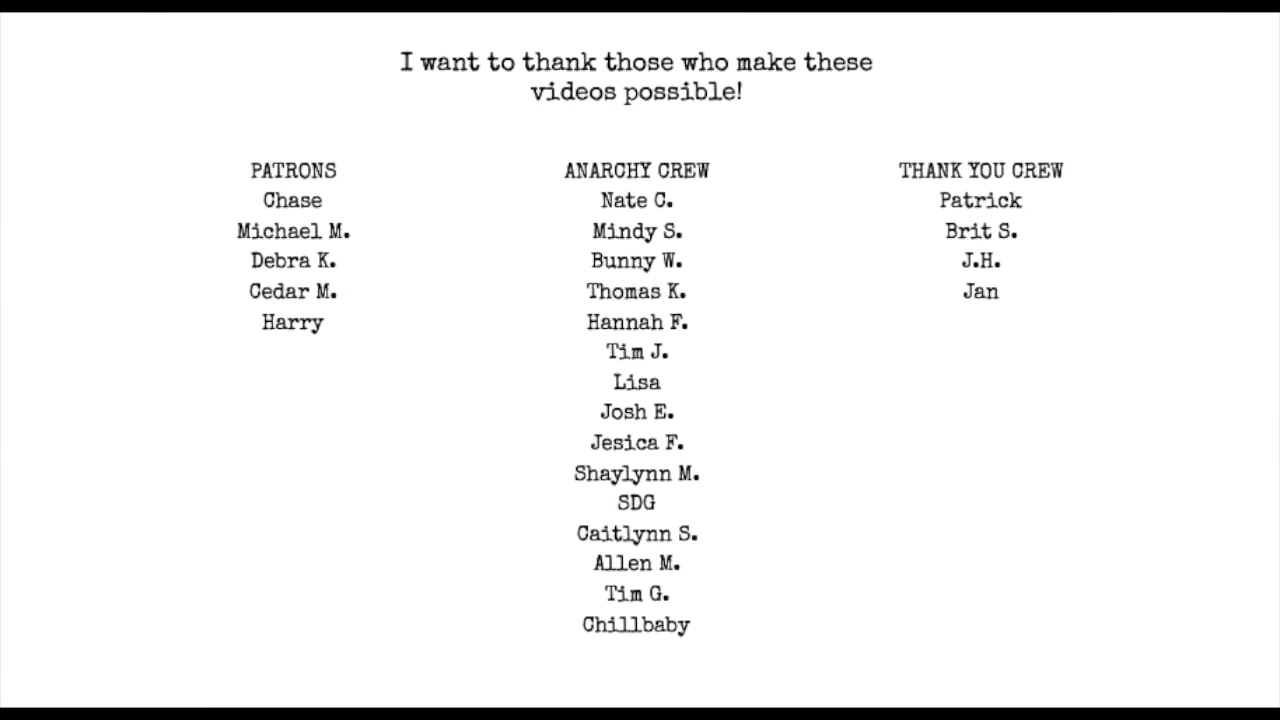 I want to thank those who make these
videos possible!
PATRONS
Chase
Michael M.
Debra K.
Cedar M.
Harry
ANARCHY CREW
Nate C.
Mindy S.
Bunny W.
Thomas K.
Hannah F.
Tim J.
Lisa
Josh E.
Jesica F.
Shaylynn M.
SDG
Caitlynn S.
Allen M.
Tim G.
Chillbaby
THANK YOU CREW
Patrick
Brit S.
J.H.
Jan